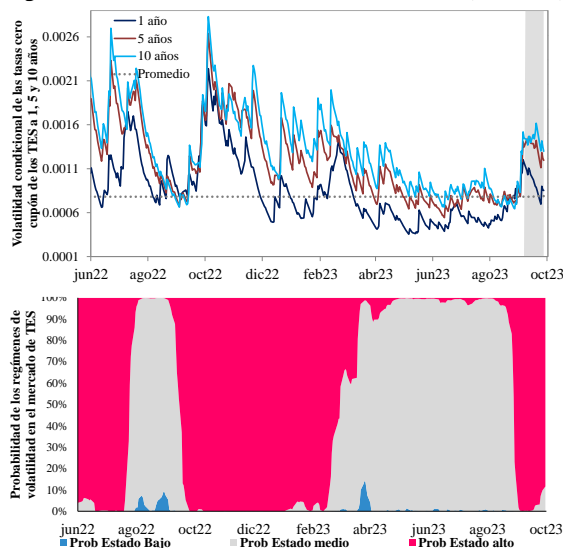 Volatilidad condicional de las tasas cero
cupón de los TES a 1, 5 y 10 años
0.0026
0.0021
0.0016
0.0011
0.0006
0.0001
1 año
5 años
10 años
Promedio
jun22 ago22 oct22 dic22 feb23 abr23 jun23 ago23 oct23
Probabilidad de los regímenes de
volatilidad en el mercado de TES
100%
90%
80%
70%
60%
50%
40%
30%
20%
10%
0%
jun22 ago22 oct22 dic22 feb23 abr23 jun23 ago23 oct23
Prob Estado Bajo Prob Estado medio Prob Estado alto